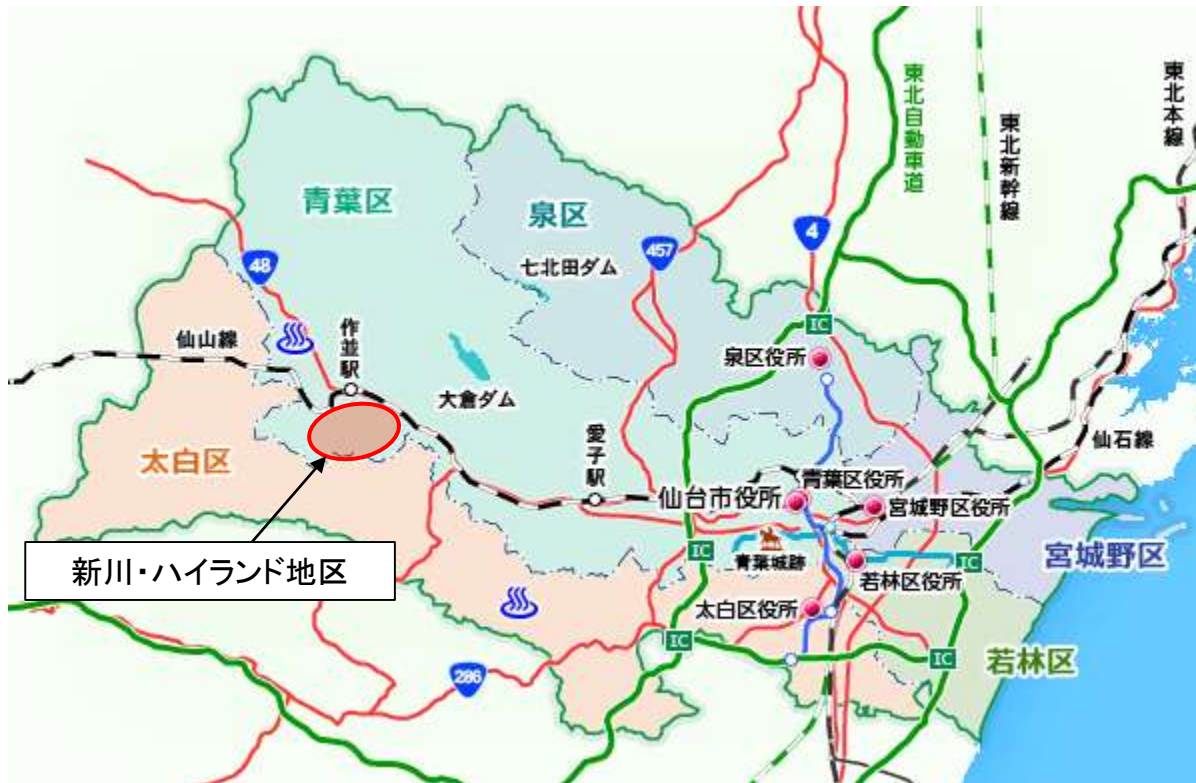 東北自動車道
東北新幹線
東北本線
青葉区
泉区
4
457
七北田ダム
48
仙山線
作並駅
IC
泉区役所
大倉ダム
太白区
愛子駅
仙石線
青葉区役所
仙台市役所
宮城野区役所
新川・ハイランド地区
IC
青葉城跡
IC
宮城野区
若林区役所
太白区役所
IC
IC
若林区
286